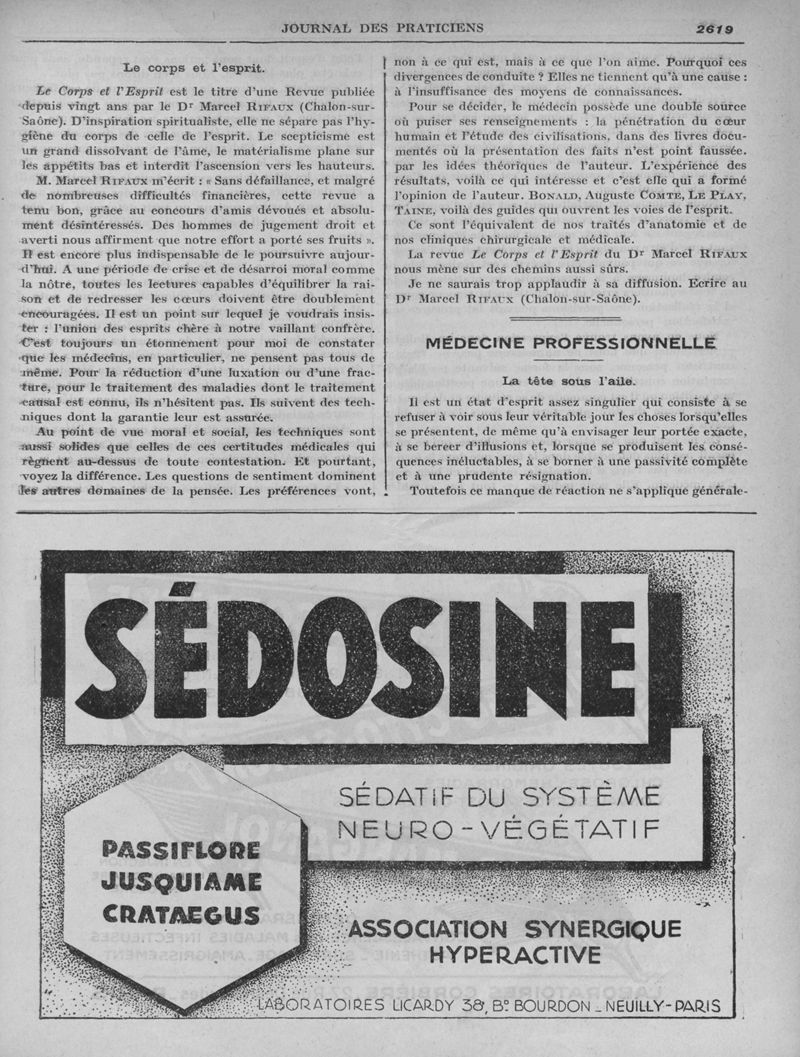 JOURNAL DES PRATICIENS
2619
Le corps et l'esprit.
Le Corps et l'Esprit est le titre d'une Revue publiée
depuis vingt ans par le Dr Marcel RIFAUX (Chalon-sur-
Saône). D'inspiration spiritualiste, elle ne sépare pas l'hy-
giène du corps de celle de l'esprit. Le scepticisme est
un grand dissolvant de l'âme, le matérialisme plane sur
les appétits bas et interdit l'ascension vers les hauteurs.
M. Marcel RIFAUX m'écrit : « Sans défaillance, et malgré
de nombreuses difficultés financières, cette revue a
tenu bon, grâce au concours d'amis dévoués et absolu-
ment désintéressés. Des hommes de jugement droit et
averti nous affirment que notre effort a porté ses fruits ».
Il est encore plus indispensable de le poursuivre aujour-
d'hui. A une période de crise et de désarroi moral comme
la nôtre, toutes les lectures capables d'équilibrer la rai-
son et de redresser les cœurs doivent être doublement
encouragées. Il est un point sur lequel je voudrais insis-
ter : l'union des esprits chère à notre vaillant confrère.
C'est toujours un étonnement pour moi de constater
que les médecins, en particulier, ne pensent pas tous de
même. Pour la réduction d'une luxation ou d'une frac-
ture, pour le traitement des maladies dont le traitement
causal est connu, ils n'hésitent pas. Ils suivent des tech-
niques dont la garantie leur est assurée.
Au point de vue moral et social, les techniques sont
aussi solides que celles de ces certitudes médicales qui
règnent au-dessus de toute contestation. Et pourtant,
voyez la différence. Les questions de sentiment dominent
les autres domaines de la pensée. Les préférences vont,
non à ce qui est, mais à ce que l'on aime. Pourquoi ces
divergences de conduite ? Elles ne tiennent qu'à une cause :
à l'insuffisance des moyens de connaissances.
Pour se décider, le médecin possède une double source
où puiser ses renseignements : la pénétration du cœur
humain et l'étude des civilisations, dans des livres docu-
mentés où la présentation des faits n'est point faussée,
par les idées théoriques de l'auteur. L'expérience des
résultats, voilà ce qui intéresse et c'est elle qui a formé
l'opinion de l'auteur. BONALD, Auguste COMTE, LE PLAY,
TAINE, voilà des guides qui ouvrent les voies de l'esprit.
Ce sont l'équivalent de nos traités d'anatomie et de
nos cliniques chirurgicale et médicale.
La revue Le Corps et l'Esprit du Dr Marcel RIFAUX
nous mène sur des chemins aussi sûrs.
Je ne saurais trop applaudir à sa diffusion. Ecrire au
Dr Marcel RIFAUX (Chalon-sur-Saône).
MÉDECINE PROFESSIONNELLE
La tête sous l'aile.
Il est un état d'esprit assez singulier qui consiste à se
refuser à voir sous leur véritable jour les choses lorsqu'elles
se présentent, de même qu'à envisager leur portée exacte,
à se bercer d'illusions et, lorsque se produisent les consé-
quences inéluctables, à se borner à une passivité complète
et à une prudente résignation.
Toutefois ce manque de réaction ne s'applique générale-
SÉDOSINE
SÉDATIF DU SYSTÈME
NEURO-VÉGÉTATIF
PASSIFLORE
JUSQUIAME
CRATAEGUS
ASSOCIATION SYNERGIQUE
HYPERACTIVE
LABORATOIRES LICARDY 38, Bd BOURDON - NEUILLY-PARIS